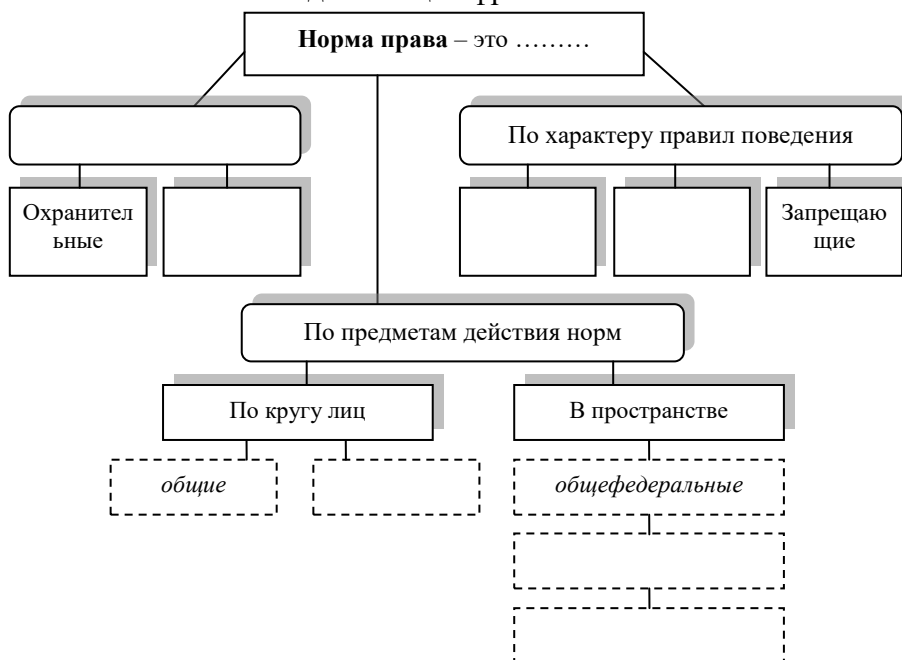 Норма права – это ………
По характеру правил поведения
Охранител
ьные
Запрещаю
щие
По предметам действия норм
По кругу лиц
В пространстве
общие
общефедеральные